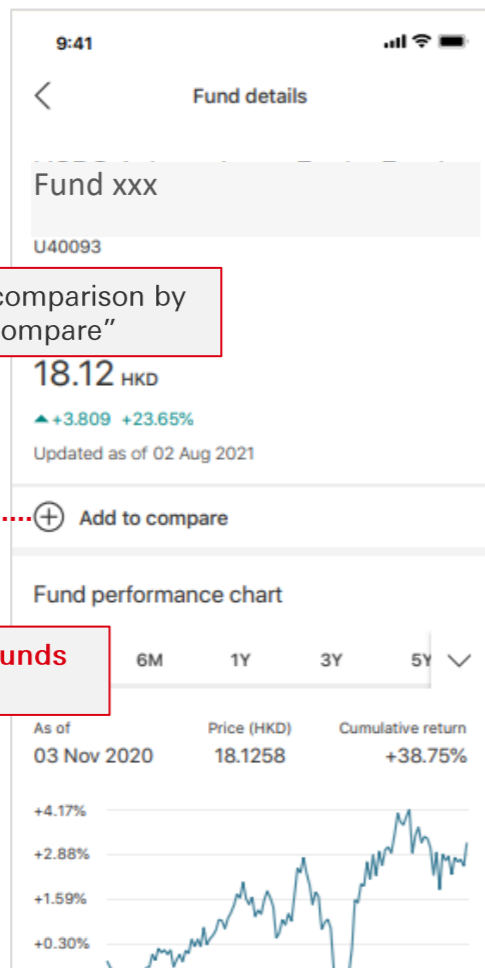 9:41
Fund details
Fund xxx
U40093
comparison by
ompare”
18.12 HKD
+3.809 +23.65%
Updated as of 02 Aug 2021
Add to compare
Fund performance chart
unds
6M 1Y 3Y 5Y
As of Price (HKD) Cumulative return
03 Nov 2020 18.1258 +38.75%
+4.17%
+2.88%
+1.59%
+0.30%